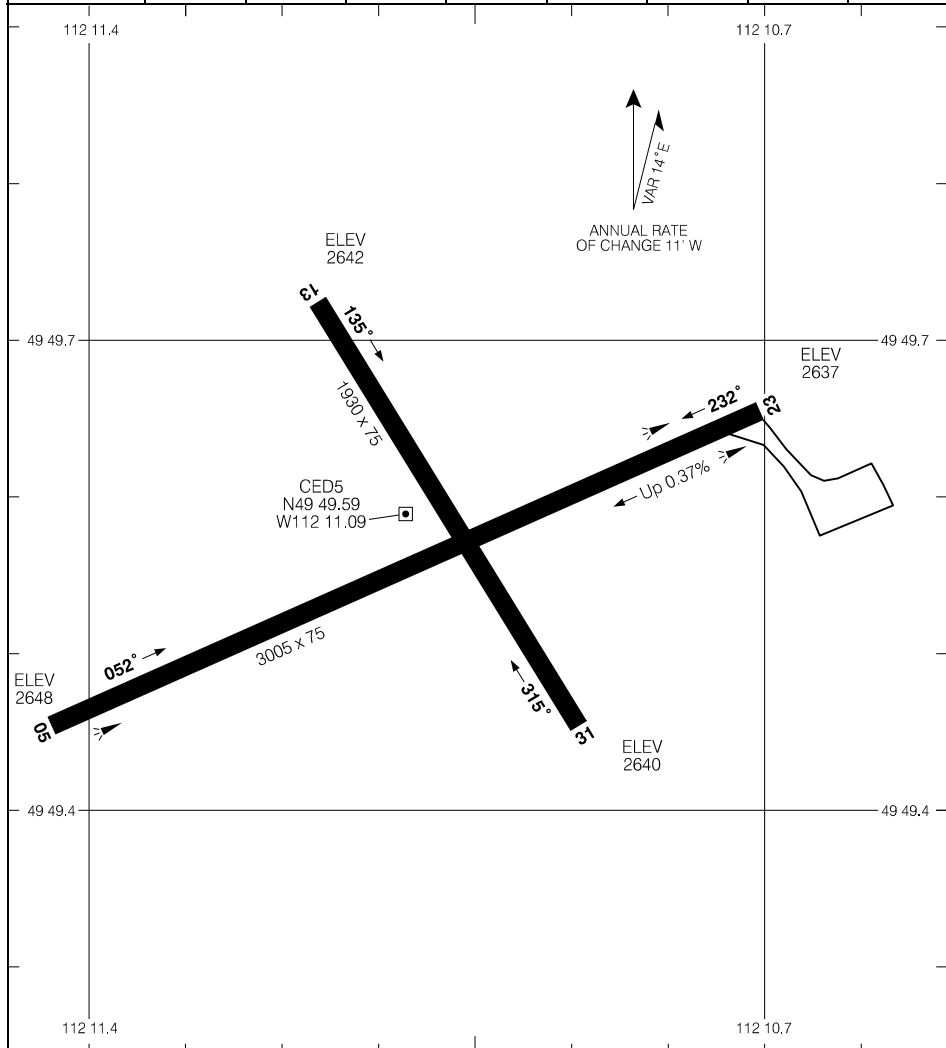 112 11.4
112 10.7
VAR 14°E
ANNUAL RATE
OF CHANGE 11' W
ELEV
2642
13
135°
49 49.7
49 49.7
ELEV
2637
1930 x 75
232°
23
Up 0.37%
CED5
N49 49.59
W112 11.09
3005 x 75
052°
ELEV
2648
05
315°
31
ELEV
2640
49 49.4
49 49.4
112 11.4
112 10.7